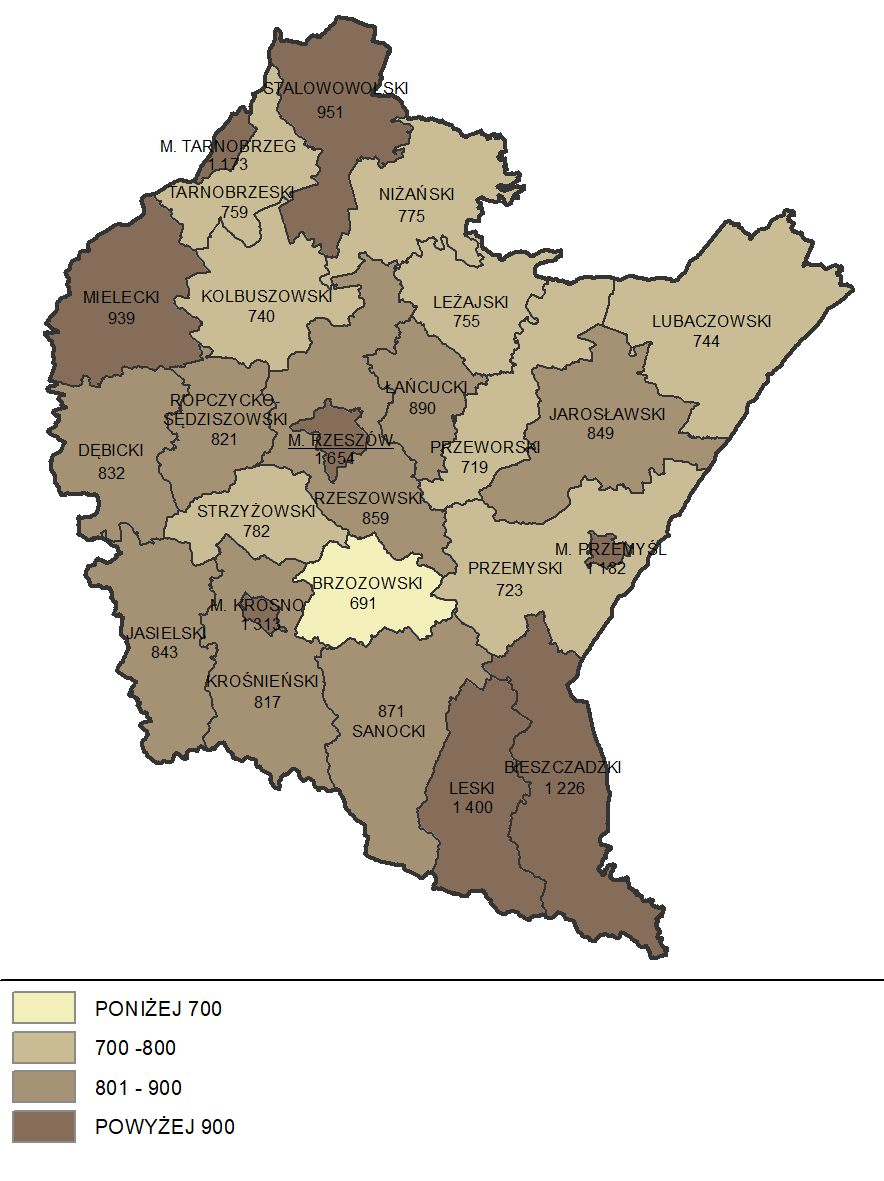 STALOWOWOLSKI
951
M. TARNOBRZEG
1 173
TARNOBRZESKI
759
NIŻAŃSKI
775
MIELECKI
939
KOLBUSZOWSKI
740
LEŻAJSKI
755
LUBACZOWSKI
744
ROPCZYCKO-
SĘDZISZOWSKI
821
ŁAŃCUCKI
890
JAROSŁAWSKI
849
DĘBICKI
832
M. RZESZÓW
1 654
PRZEWORSKI
719
RZESZOWSKI
859
STRZYŻOWSKI
782
M. PRZEMYŚL
1 182
PRZEMYSKI
723
BRZOZOWSKI
691
M. KROSNO
1 313
JASIELSKI
843
KROŚNIEŃSKI
817
871
SANOCKI
LESKI
1 400
BIESZCZADZKI
1 226
PONIŻEJ 700
700 -800
801 - 900
POWYŻEJ 900